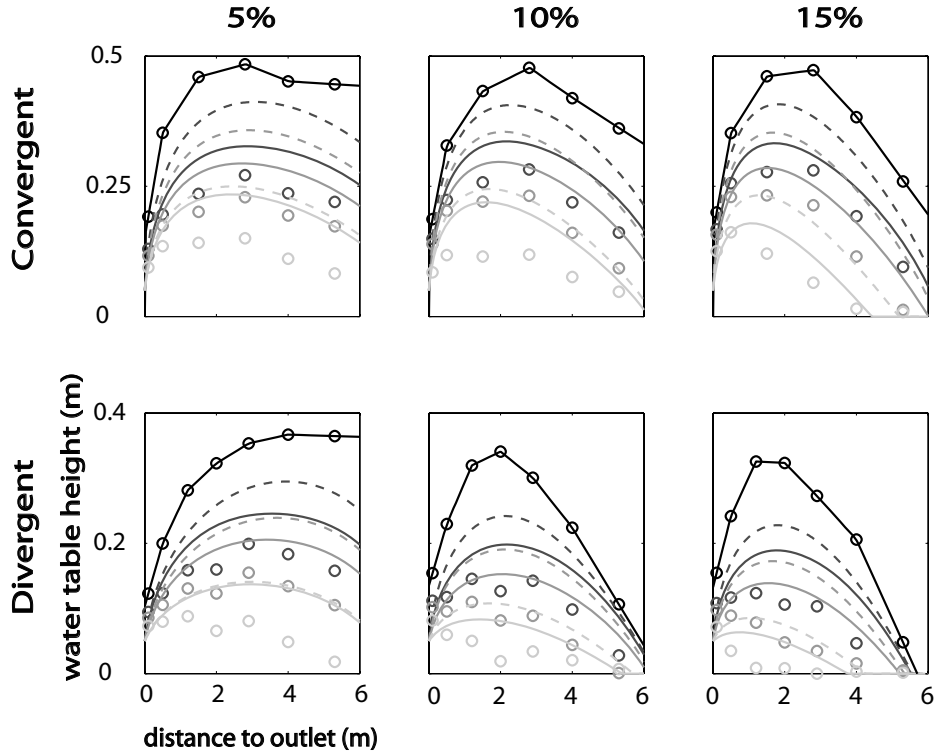 5% 10% 15%
Convergent
0.5
0.25
0
Divergent
water table height (m)
0.4
0.2
0
0 2 4 6 0 2 4 6 0 2 4 6
distance to outlet (m)